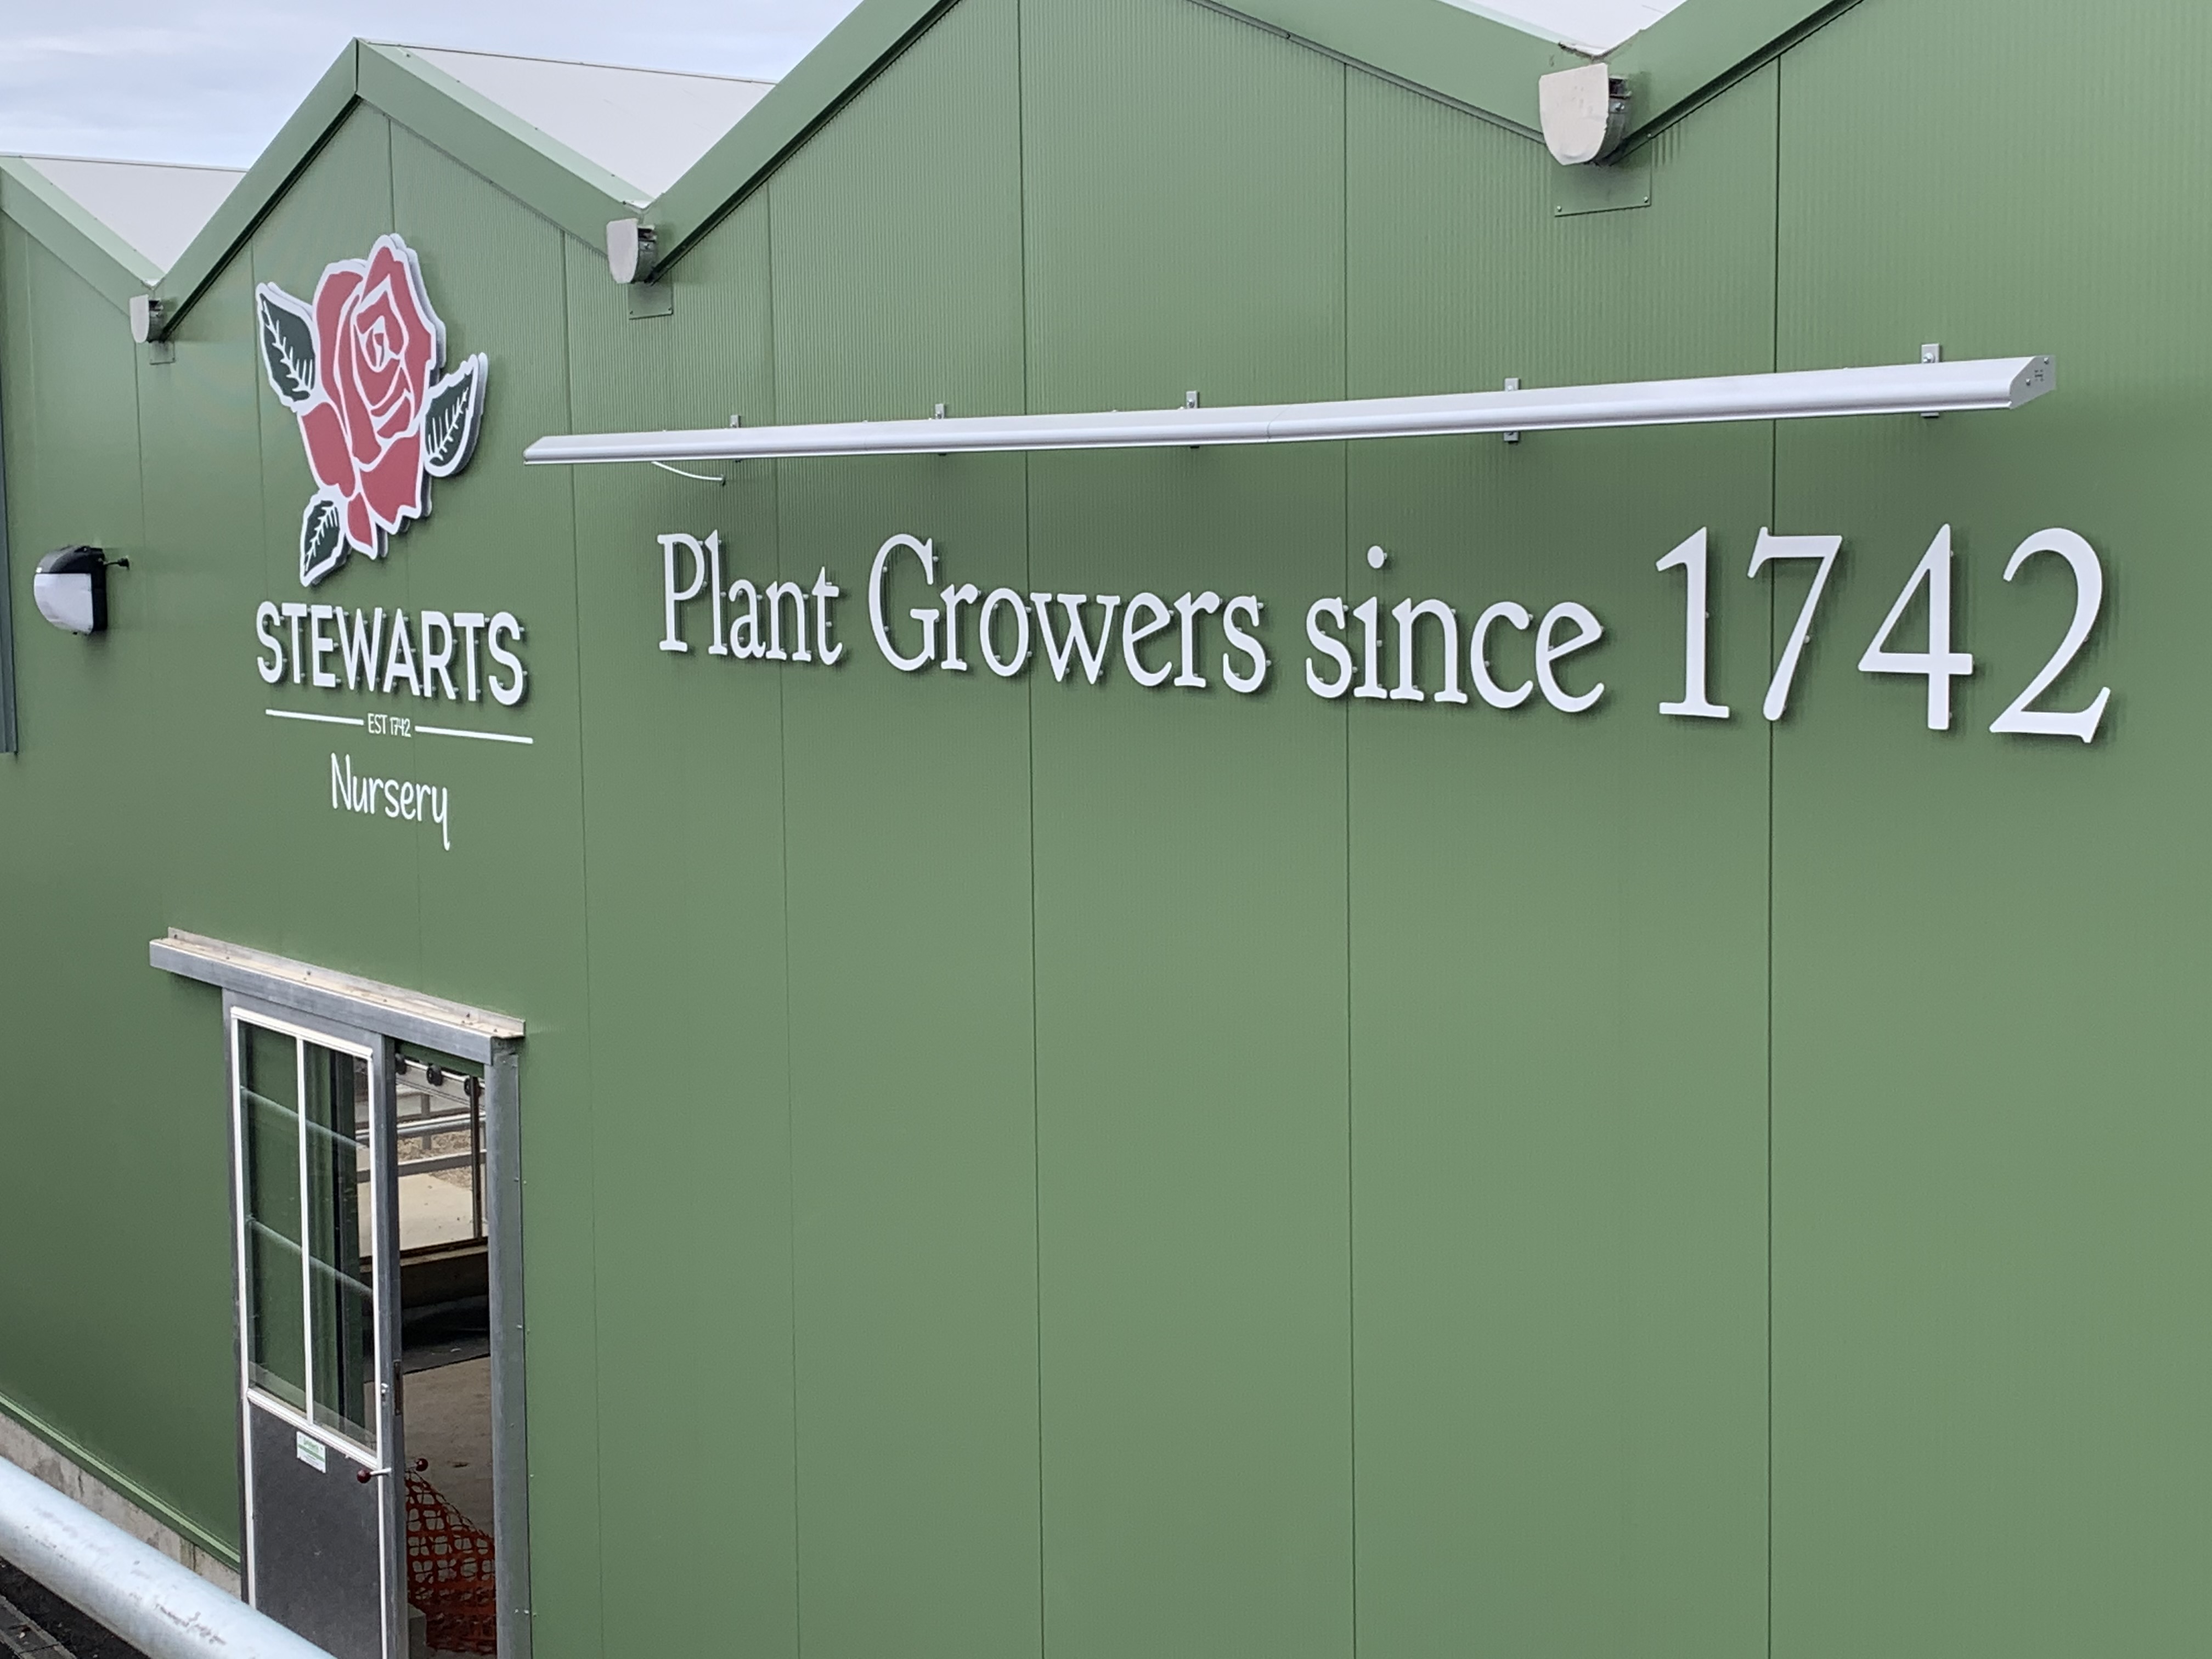 STEWARTS
EST 1742
Nursery
Plant Growers since 1742